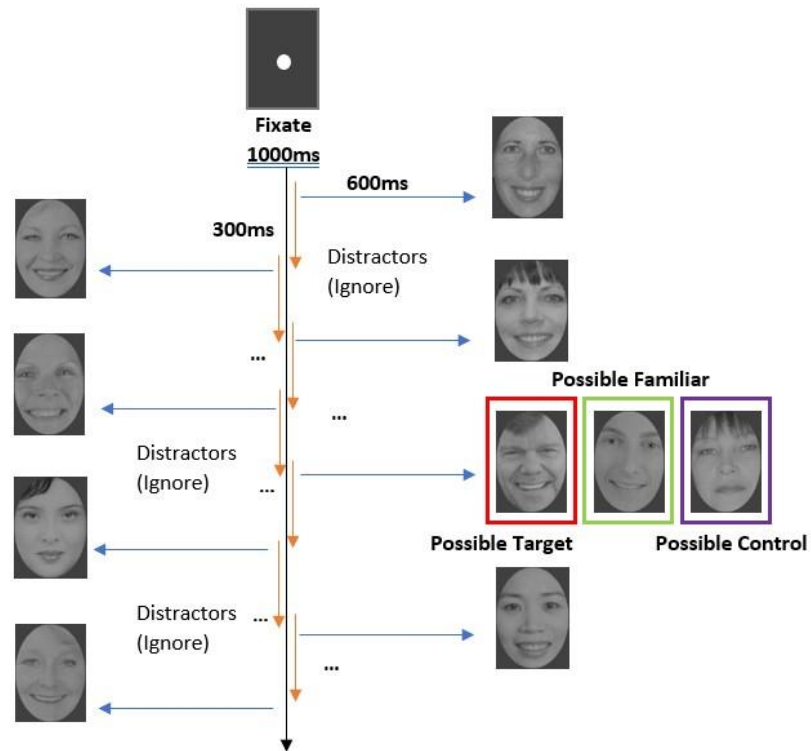 Fixate
1000ms
600ms
300ms
Distractors
(Ignore)
...
Possible Familiar
...
Distractors
(Ignore)
...
Possible Target
Possible Control
Distractors
(Ignore)
...
...